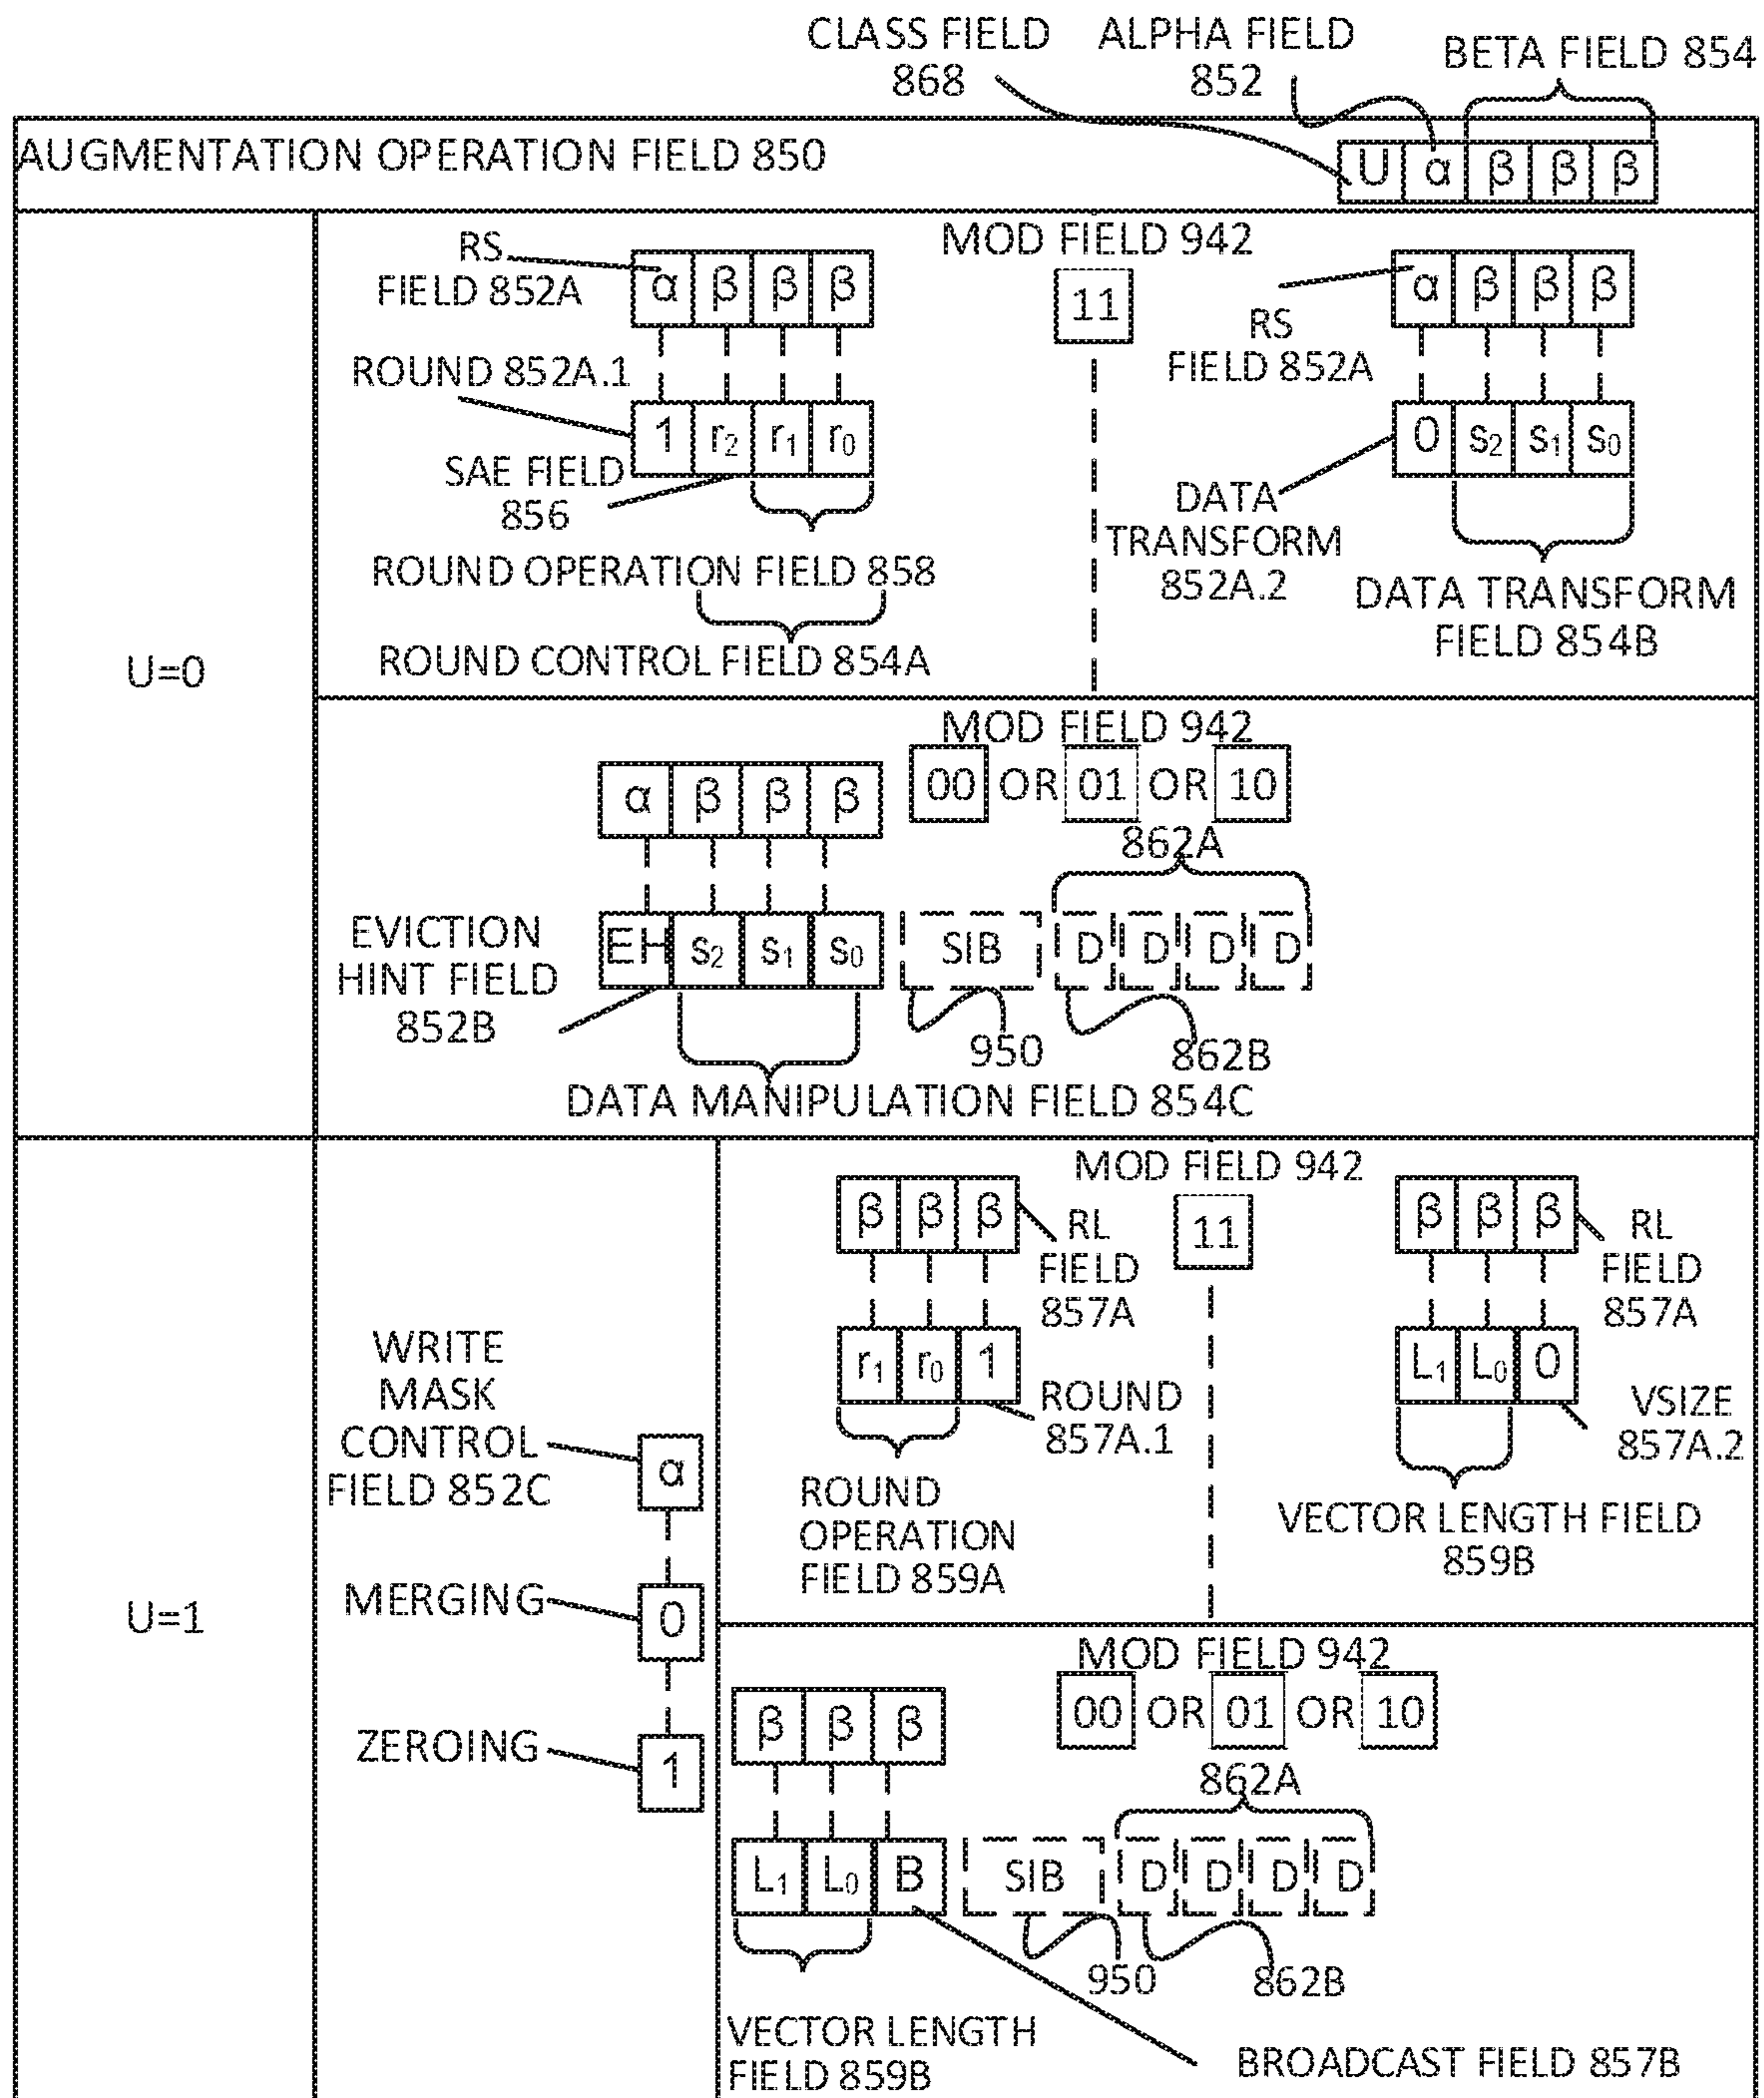 CLASS FIELD
868
ALPHA FIELD
852
BETA FIELD 854
AUGMENTATION OPERATION FIELD 850
U α β β β
U=0
MOD FIELD 942
11
RS
FIELD 852A
α β β β
ROUND 852A.1
1 r2 r1 r0
SAE FIELD
856
ROUND OPERATION FIELD 858
ROUND CONTROL FIELD 854A
α β β β
RS
FIELD 852A
0 s2 s1 s0
DATA
TRANSFORM
852A.2
DATA TRANSFORM
FIELD 854B
MOD FIELD 942
00 OR 01 OR 10
α β β β
862A
EVICTION
HINT FIELD
852B
EH s2 s1 s0 SIB D D D D
950
862B
DATA MANIPULATION FIELD 854C
U=1
WRITE
MASK
CONTROL
FIELD 852C
α
MERGING
0
ZEROING
1
MOD FIELD 942
11
β β β
RL
FIELD
857A
r1 r0 1
ROUND
857A.1
ROUND
OPERATION
FIELD 859A
β β β
RL
FIELD
857A
L1 L0 0
VSIZE
857A.2
VECTOR LENGTH FIELD
859B
MOD FIELD 942
00 OR 01 OR 10
β β β
862A
L1 L0 B SIB D D D D
950
862B
VECTOR LENGTH
FIELD 859B
BROADCAST FIELD 857B